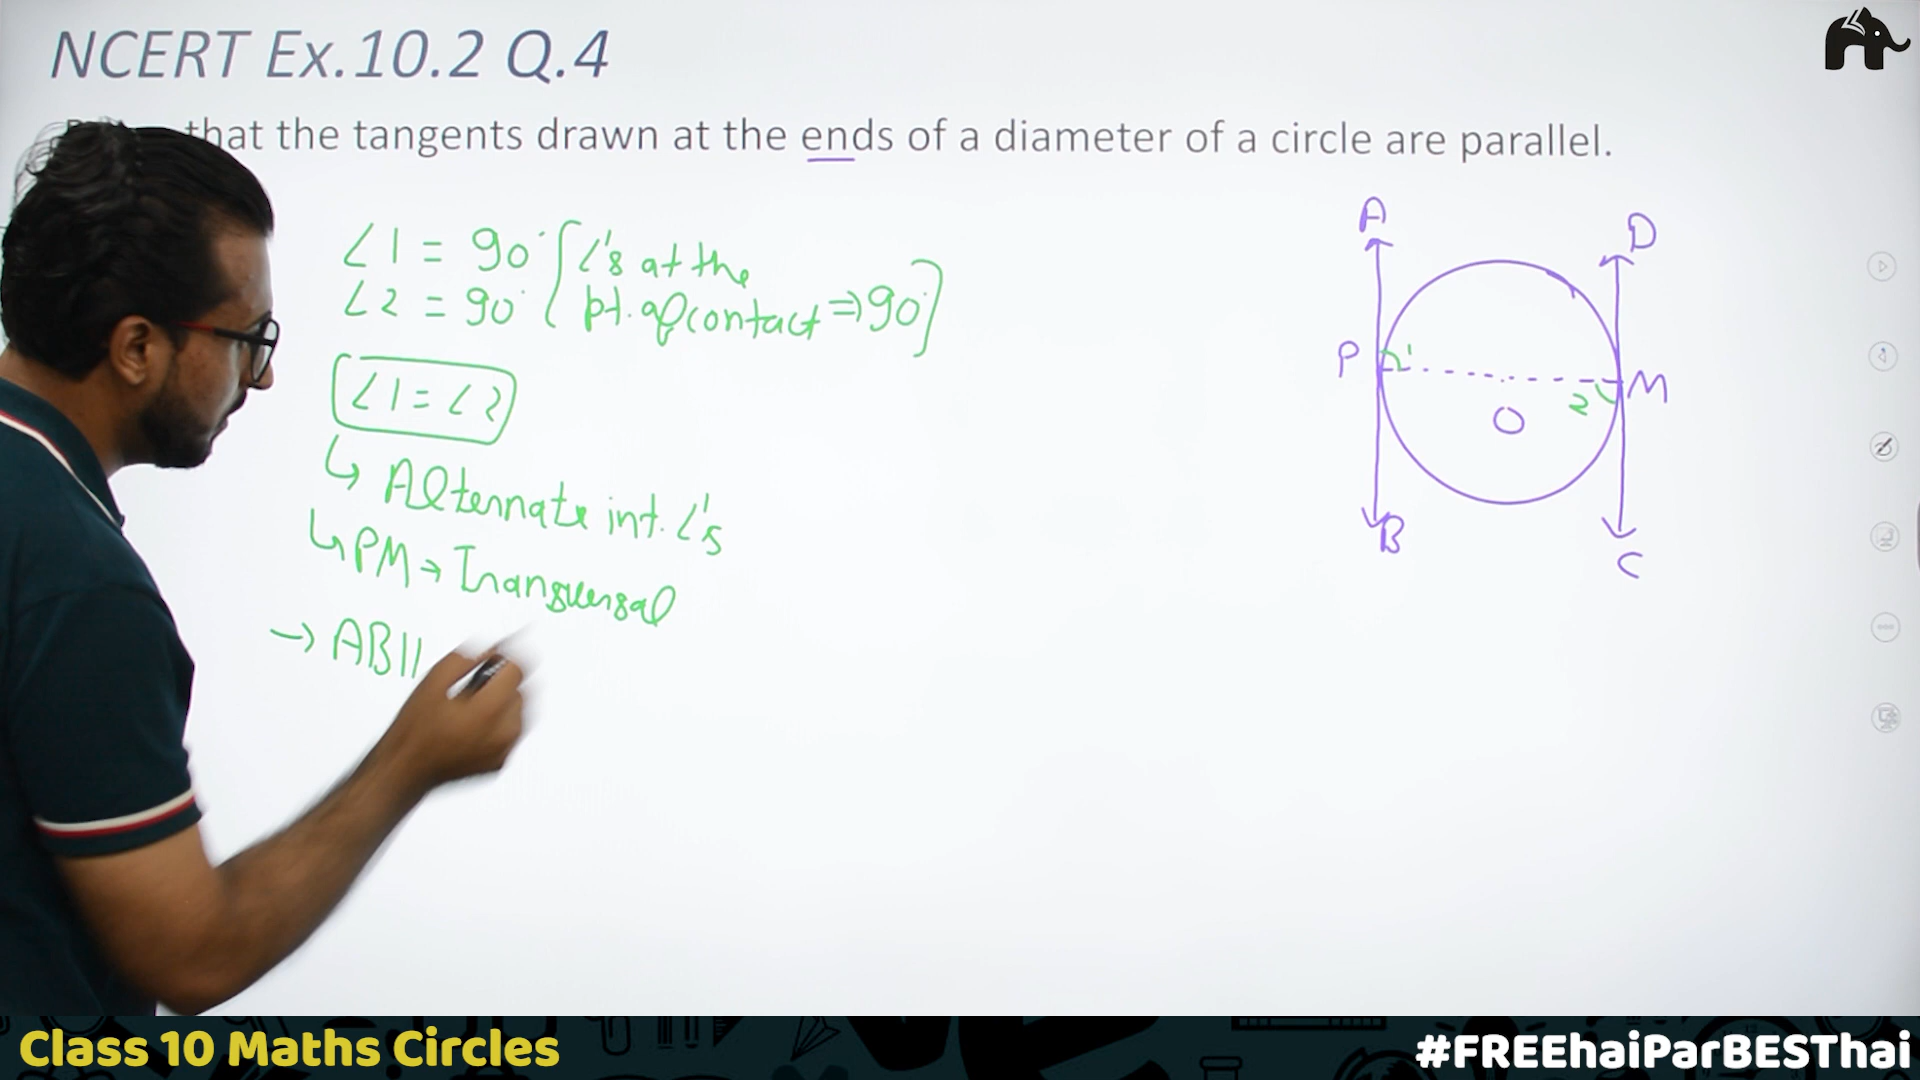 NCERT Ex.10.2 Q.4
that the tangents drawn at the ends of a diameter of a circle are parallel.
∠1 = 90° [∠'s at the
∠2 = 90° pt. of contact ⇒ 90°]
∠1 = ∠2
↳ Alternate int. ∠'s
↳ PM → Transversal
→ AB ||
A
D
P
1
M
2
O
B
C
Class 10 Maths Circles
#FREEhaiParBESThai